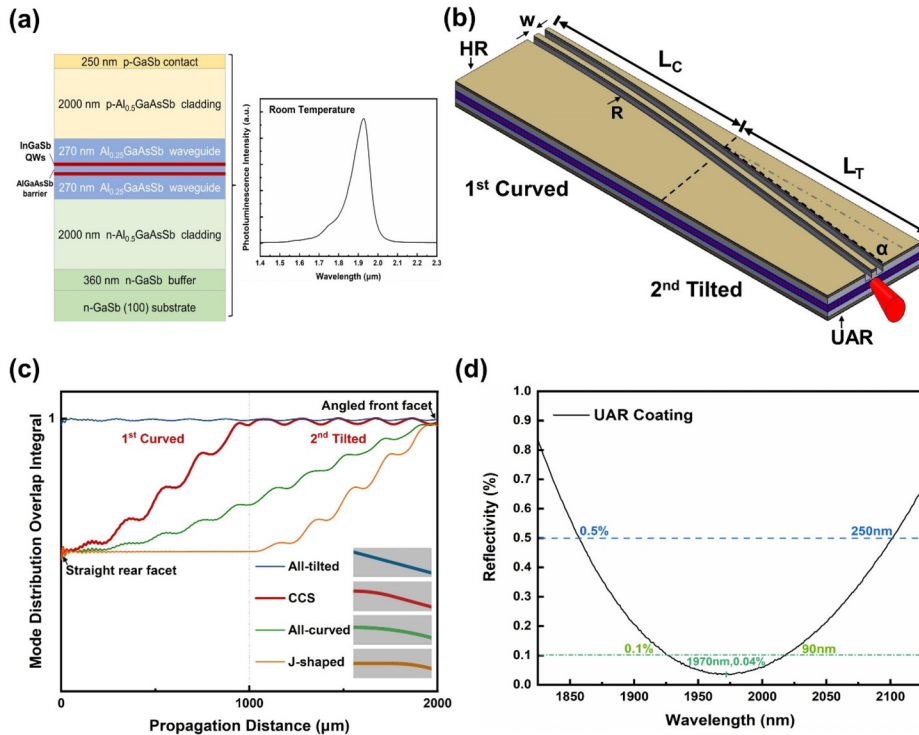 (a)
250 nm p-GaSb contact
2000 nm p-Al0.5GaAsSb cladding
InGaSb
QWs
270 nm Al0.25GaAsSb waveguide
AlGaAsSb
barrier
270 nm Al0.25GaAsSb waveguide
2000 nm n-Al0.5GaAsSb cladding
360 nm n-GaSb buffer
n-GaSb (100) substrate
Room Temperature
Photoluminescence Intensity (a.u.)
1.4 1.5 1.6 1.7 1.8 1.9 2.0 2.1 2.2 2.3
Wavelength (μm)
(b)
W
HR
LC
R
LT
1st Curved
α
2nd Tilted
UAR
(c)
Mode Distribution Overlap Integral
1
Angled front facet
1st Curved
2nd Tilted
Straight rear facet
All-tilted
CCS
All-curved
J-shaped
0 1000 2000
Propagation Distance (μm)
(d)
Reflectivity (%)
1.0
0.9
0.8
0.7
0.6
0.5
0.4
0.3
0.2
0.1
0.0
UAR Coating
0.5%
250nm
0.1%
90nm
1970nm,0.04%
1850 1900 1950 2000 2050 2100
Wavelength (nm)